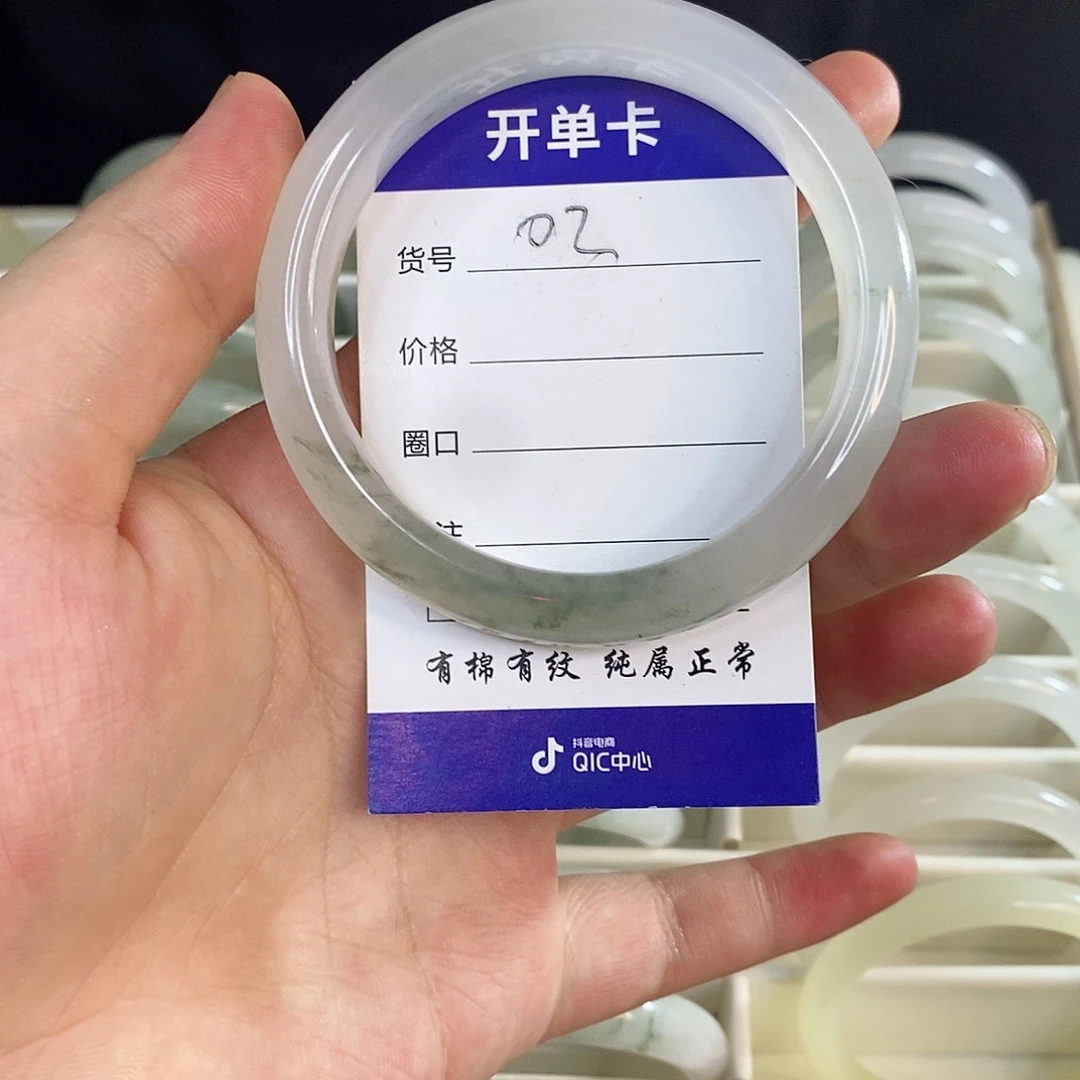 开单卡
货号 02
价格
圈口
有棉有纹 纯属正常
抖音电商
QIC中心